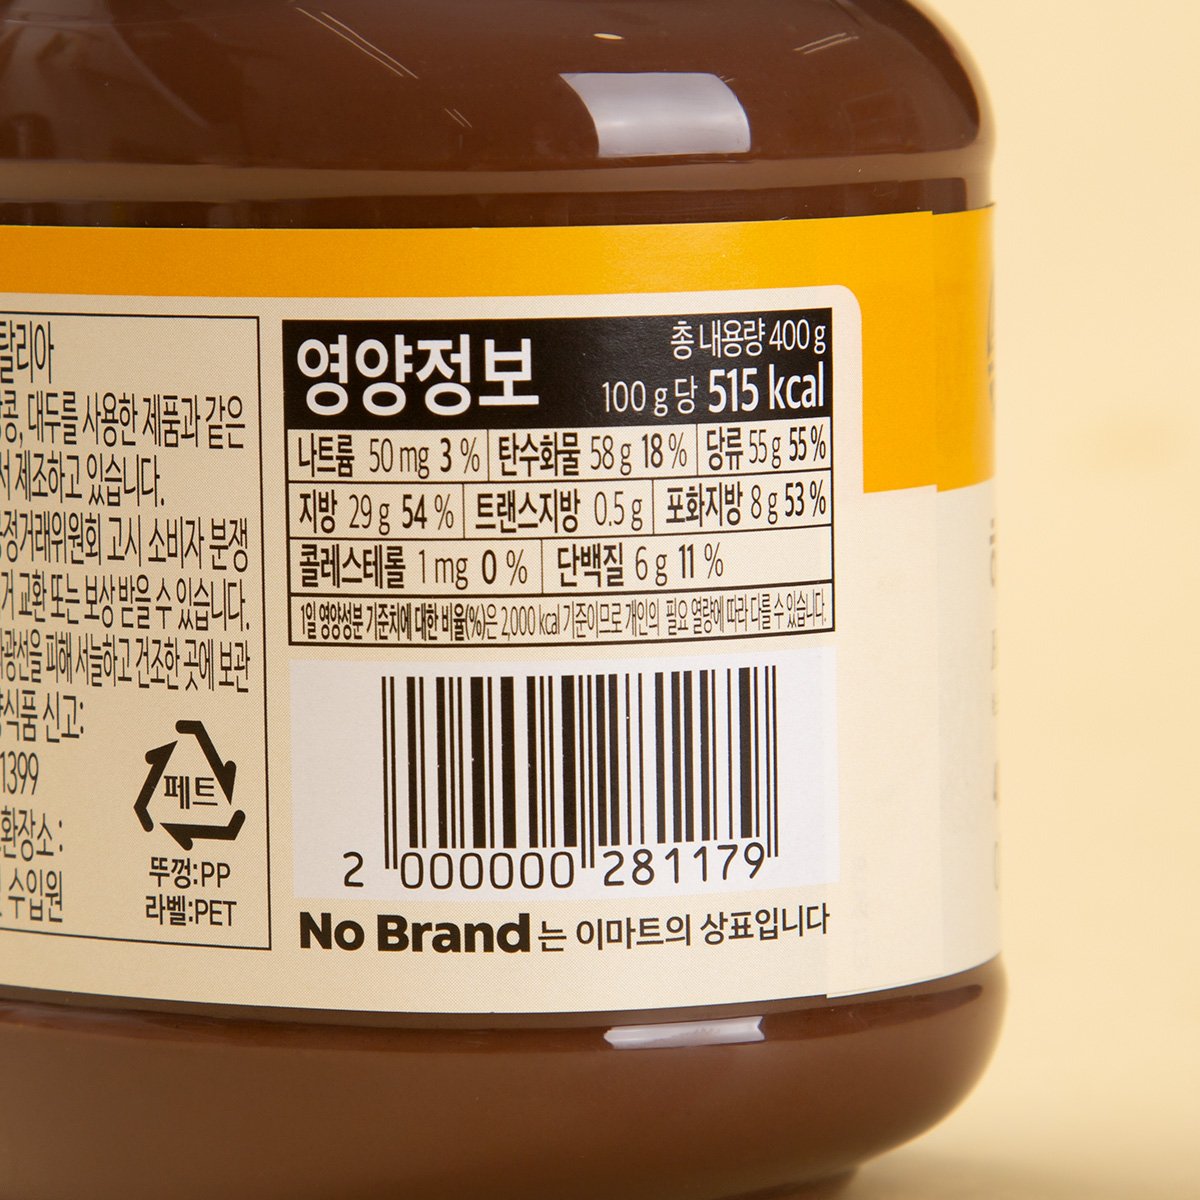 탈리아
땅콩, 대두를 사용한 제품과 같은
제조하고 있습니다.
공정거래위원회 고시 소비자 분쟁
교환 또는 보상 받을 수 있습니다.
직사광선을 피해 서늘하고 건조한 곳에 보관
식품 신고:
1399
교환장소:
수입원
페트
뚜껑:PP
라벨:PET
영양정보
총 내용량 400 g
100 g 당 515 kcal
나트륨 50 mg 3 % 탄수화물 58 g 18 % 당류 55 g 55 %
지방 29 g 54 % 트랜스지방 0.5 g 포화지방 8 g 53 %
콜레스테롤 1 mg 0 % 단백질 6 g 11 %
1일 영양성분 기준치에 대한 비율(%)은 2,000 kcal 기준이므로 개인의 필요 열량에 따라 다를 수 있습니다.
2 000000 281179
No Brand는 이마트의 상표입니다